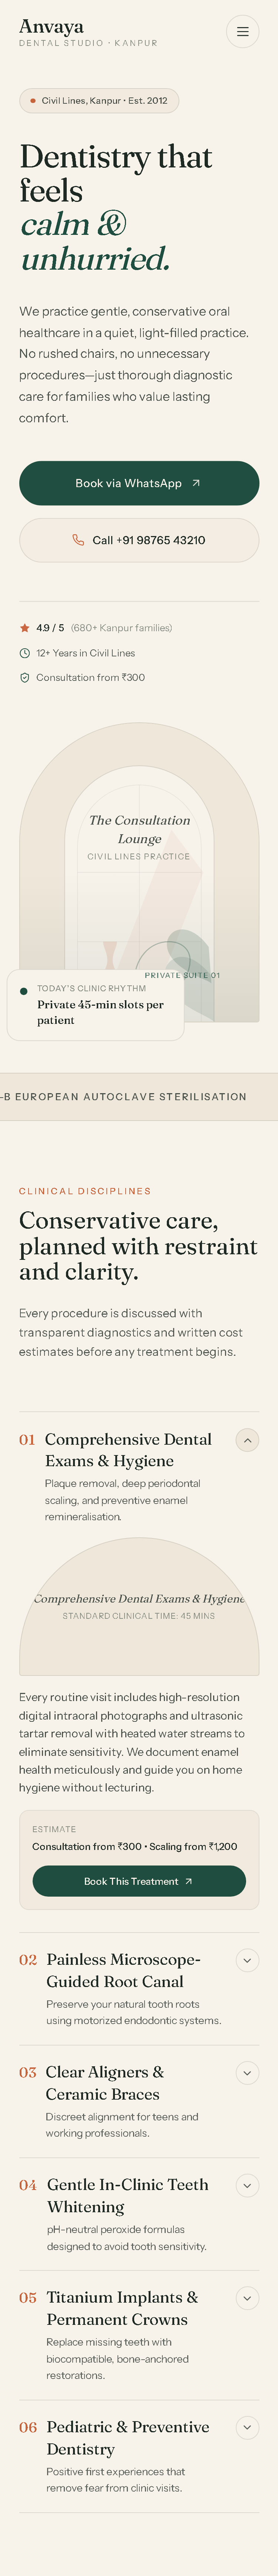 Anvaya
DENTAL STUDIO • KANPUR
Civil Lines, Kanpur • Est. 2012
Dentistry that
feels
calm &
unhurried.
We practice gentle, conservative oral
healthcare in a quiet, light-filled practice.
No rushed chairs, no unnecessary
procedures—just thorough diagnostic
care for families who value lasting
comfort.
Book via WhatsApp
Call +91 98765 43210
4.9 / 5 (680+ Kanpur families)
12+ Years in Civil Lines
Consultation from ₹300
The Consultation
Lounge
CIVIL LINES PRACTICE
PRIVATE SUITE 01
TODAY'S CLINIC RHYTHM
Private 45-min slots per
patient
-B EUROPEAN AUTOCLAVE STERILISATION
CLINICAL DISCIPLINES
Conservative care,
planned with restraint
and clarity.
Every procedure is discussed with
transparent diagnostics and written cost
estimates before any treatment begins.
01 Comprehensive Dental
Exams & Hygiene
Plaque removal, deep periodontal
scaling, and preventive enamel
remineralisation.
Comprehensive Dental Exams & Hygiene
STANDARD CLINICAL TIME: 45 MINS
Every routine visit includes high-resolution
digital intraoral photographs and ultrasonic
tartar removal with heated water streams to
eliminate sensitivity. We document enamel
health meticulously and guide you on home
hygiene without lecturing.
ESTIMATE
Consultation from ₹300 • Scaling from ₹1,200
Book This Treatment
02 Painless Microscope-
Guided Root Canal
Preserve your natural tooth roots
using motorized endodontic systems.
03 Clear Aligners &
Ceramic Braces
Discreet alignment for teens and
working professionals.
04 Gentle In-Clinic Teeth
Whitening
pH-neutral peroxide formulas
designed to avoid tooth sensitivity.
05 Titanium Implants &
Permanent Crowns
Replace missing teeth with
biocompatible, bone-anchored
restorations.
06 Pediatric & Preventive
Dentistry
Positive first experiences that
remove fear from clinic visits.